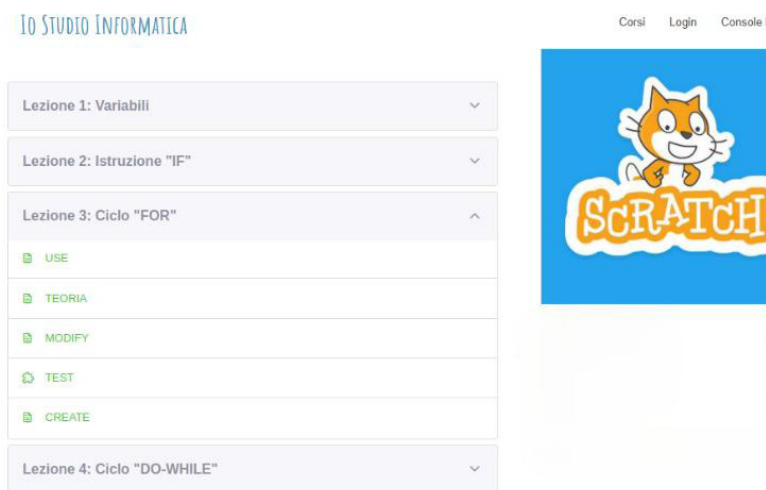 Io Studio Informatica
Corsi Login Console
Lezione 1: Variabili
Lezione 2: Istruzione "IF"
Lezione 3: Ciclo "FOR"
USE
TEORIA
MODIFY
TEST
CREATE
Lezione 4: Ciclo "DO-WHILE"
SCRATCH